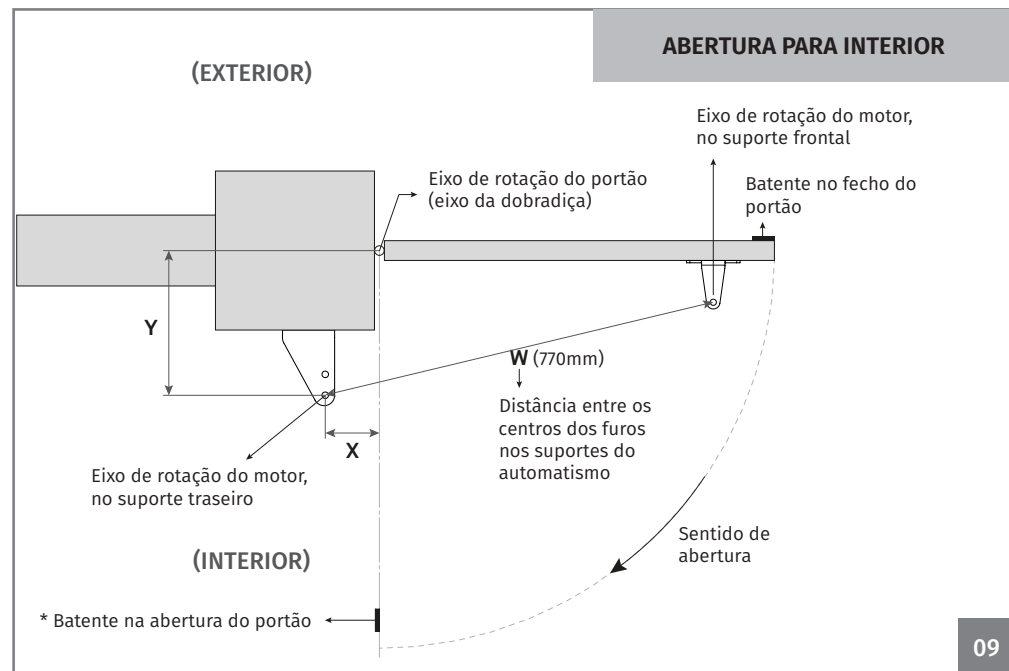 ABERTURA PARA INTERIOR
(EXTERIOR)
Eixo de rotação do motor,
no suporte frontal
Eixo de rotação do portão
(eixo da dobradiça)
Batente no fecho do
portão
Y
W (770mm)
Distância entre os
centros dos furos
nos suportes do
automatismo
X
Eixo de rotação do motor,
no suporte traseiro
Sentido de
abertura
(INTERIOR)
* Batente na abertura do portão
09